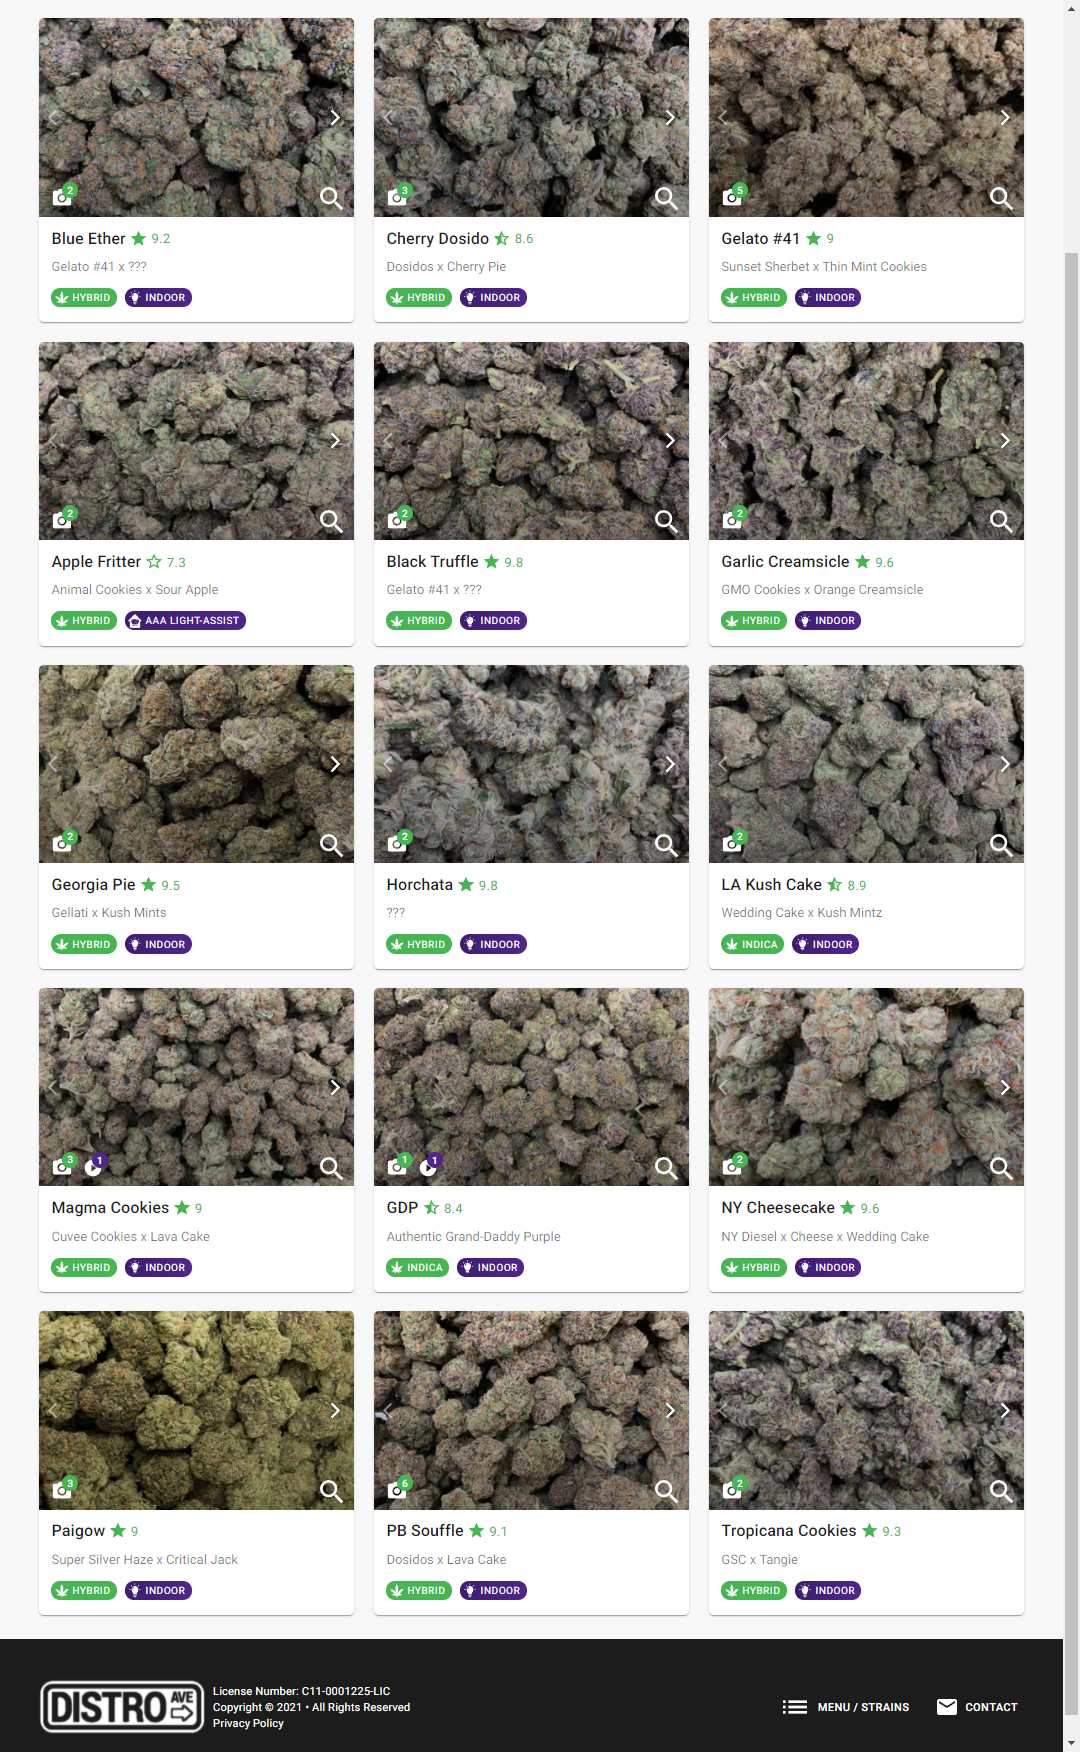 2
3
5
Blue Ether 9.2
Gelato #41 x ???
HYBRID INDOOR
Cherry Dosido 8.6
Dosidos x Cherry Pie
HYBRID INDOOR
Gelato #41 9
Sunset Sherbet x Thin Mint Cookies
HYBRID INDOOR
2
2
2
Apple Fritter 7.3
Animal Cookies x Sour Apple
HYBRID AAA LIGHT-ASSIST
Black Truffle 9.8
Gelato #41 x ???
HYBRID INDOOR
Garlic Creamsicle 9.6
GMO Cookies x Orange Creamsicle
HYBRID INDOOR
2
2
2
Georgia Pie 9.5
Gellati x Kush Mints
HYBRID INDOOR
Horchata 9.8
???
HYBRID INDOOR
LA Kush Cake 8.9
Wedding Cake x Kush Mintz
INDICA INDOOR
3 1
1 1
2
Magma Cookies 9
Cuvee Cookies x Lava Cake
HYBRID INDOOR
GDP 8.4
Authentic Grand-Daddy Purple
INDICA INDOOR
NY Cheesecake 9.6
NY Diesel x Cheese x Wedding Cake
HYBRID INDOOR
3
6
2
Paigow 9
Super Silver Haze x Critical Jack
HYBRID INDOOR
PB Souffle 9.1
Dosidos x Lava Cake
HYBRID INDOOR
Tropicana Cookies 9.3
GSC x Tangie
HYBRID INDOOR
DISTRO AVE
License Number: C11-0001225-LIC
Copyright © 2021 • All Rights Reserved
Privacy Policy
MENU / STRAINS
CONTACT